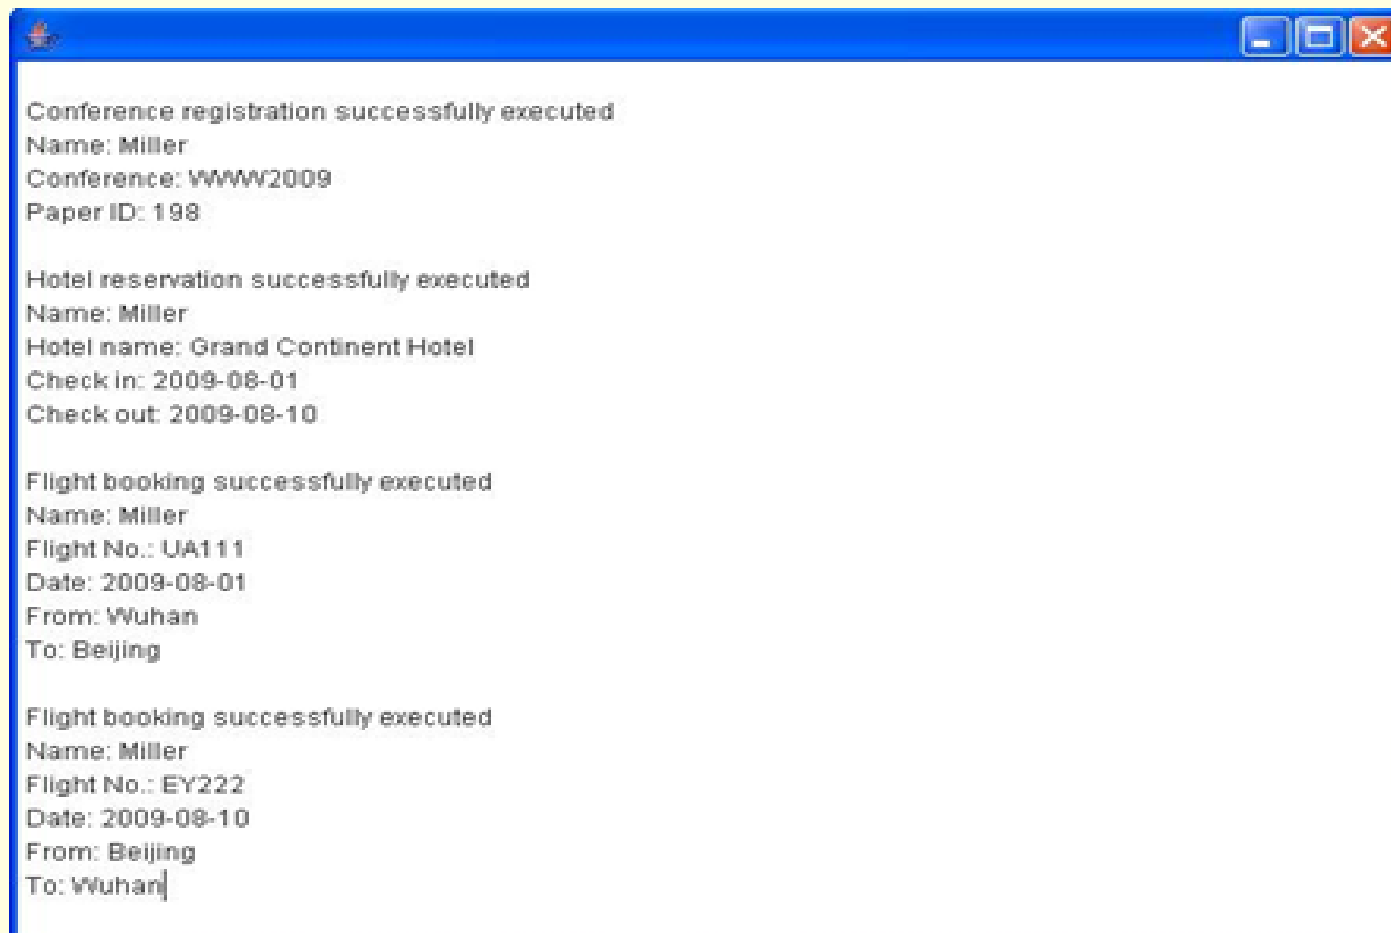 Conference registration successfully executed
Name: Miller
Conference: WWW2009
Paper ID: 198
Hotel reservation successfully executed
Name: Miller
Hotel name: Grand Continent Hotel
Check in: 2009-08-01
Check out: 2009-08-10
Flight booking successfully executed
Name: Miller
Flight No.: UA111
Date: 2009-08-01
From: Wuhan
To: Beijing
Flight booking successfully executed
Name: Miller
Flight No.: EY222
Date: 2009-08-10
From: Beijing
To: Wuhan